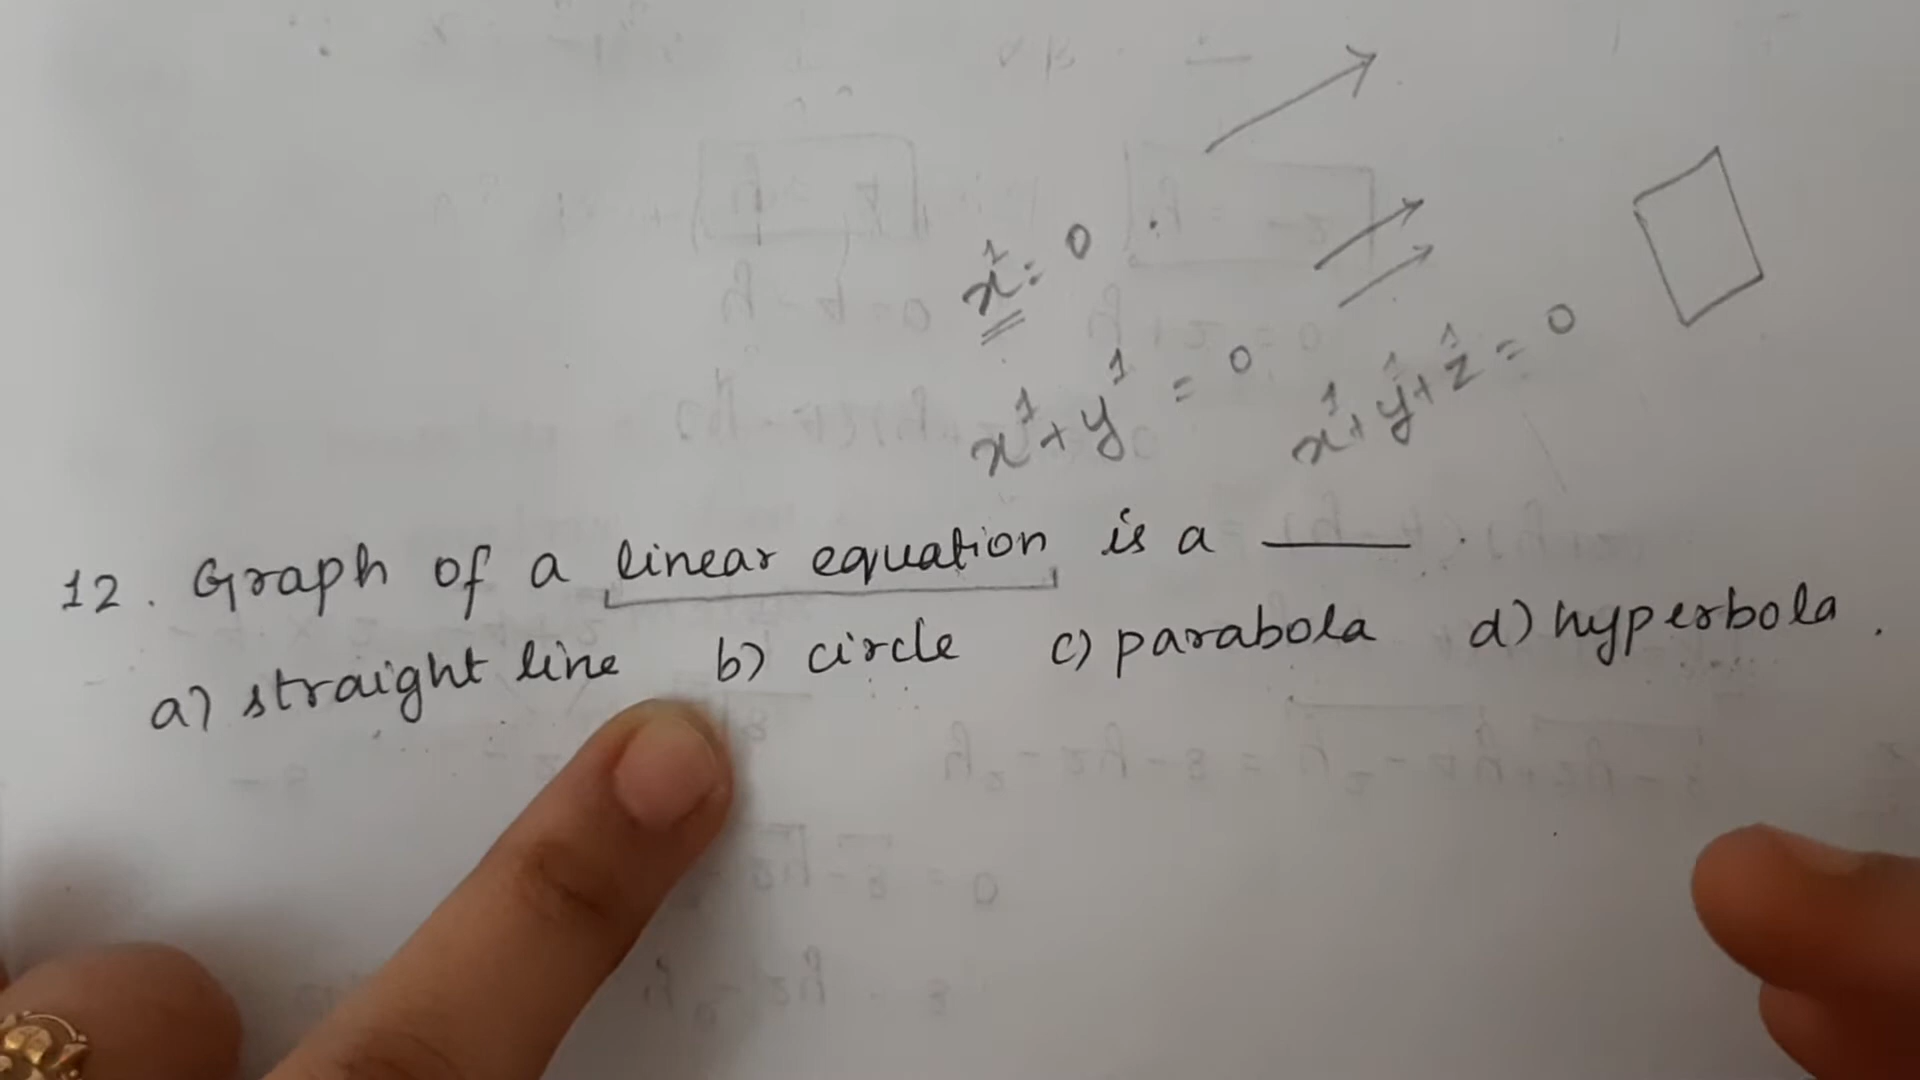 x¹ = 0 .
x¹ + y¹ = 0
x¹ + y¹ + z¹ = 0
12. Graph of a linear equation is a ______ .
a) straight line b) circle c) parabola d) hyperbola .